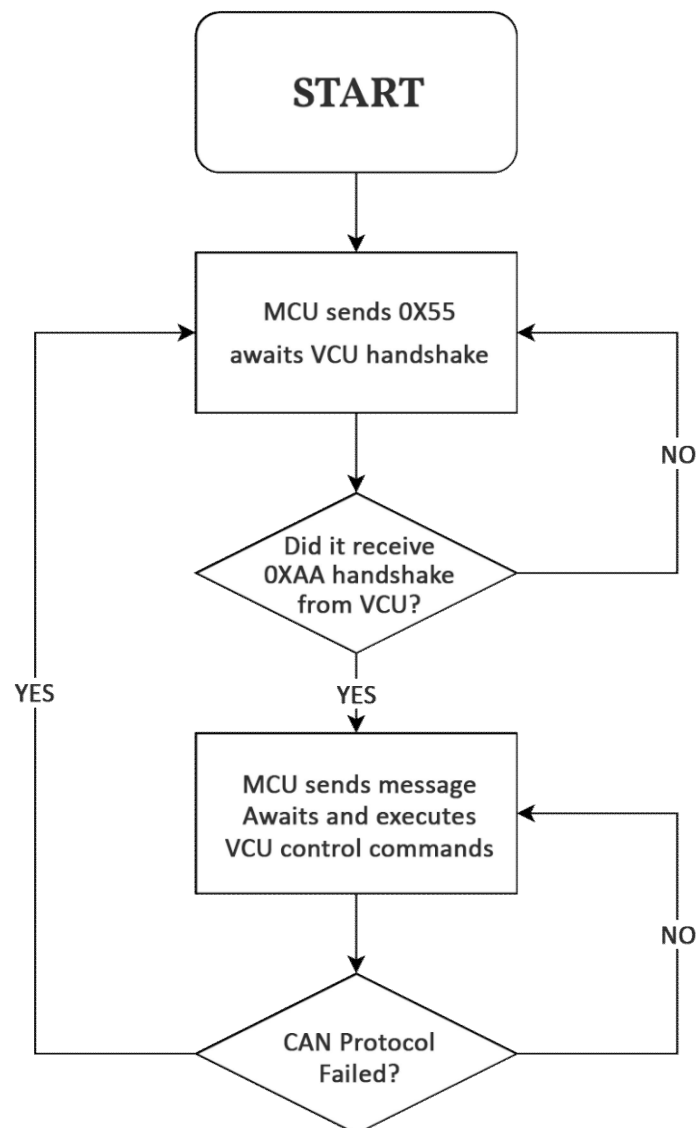 START
MCU sends 0X55
awaits VCU handshake
NO
Did it receive
0XAA handshake
from VCU?
YES
YES
MCU sends message
Awaits and executes
VCU control commands
NO
CAN Protocol
Failed?